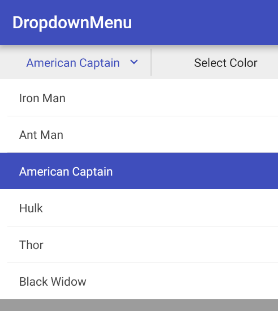 DropdownMenu
American Captain Select Color
Iron Man
Ant Man
American Captain
Hulk
Thor
Black Widow